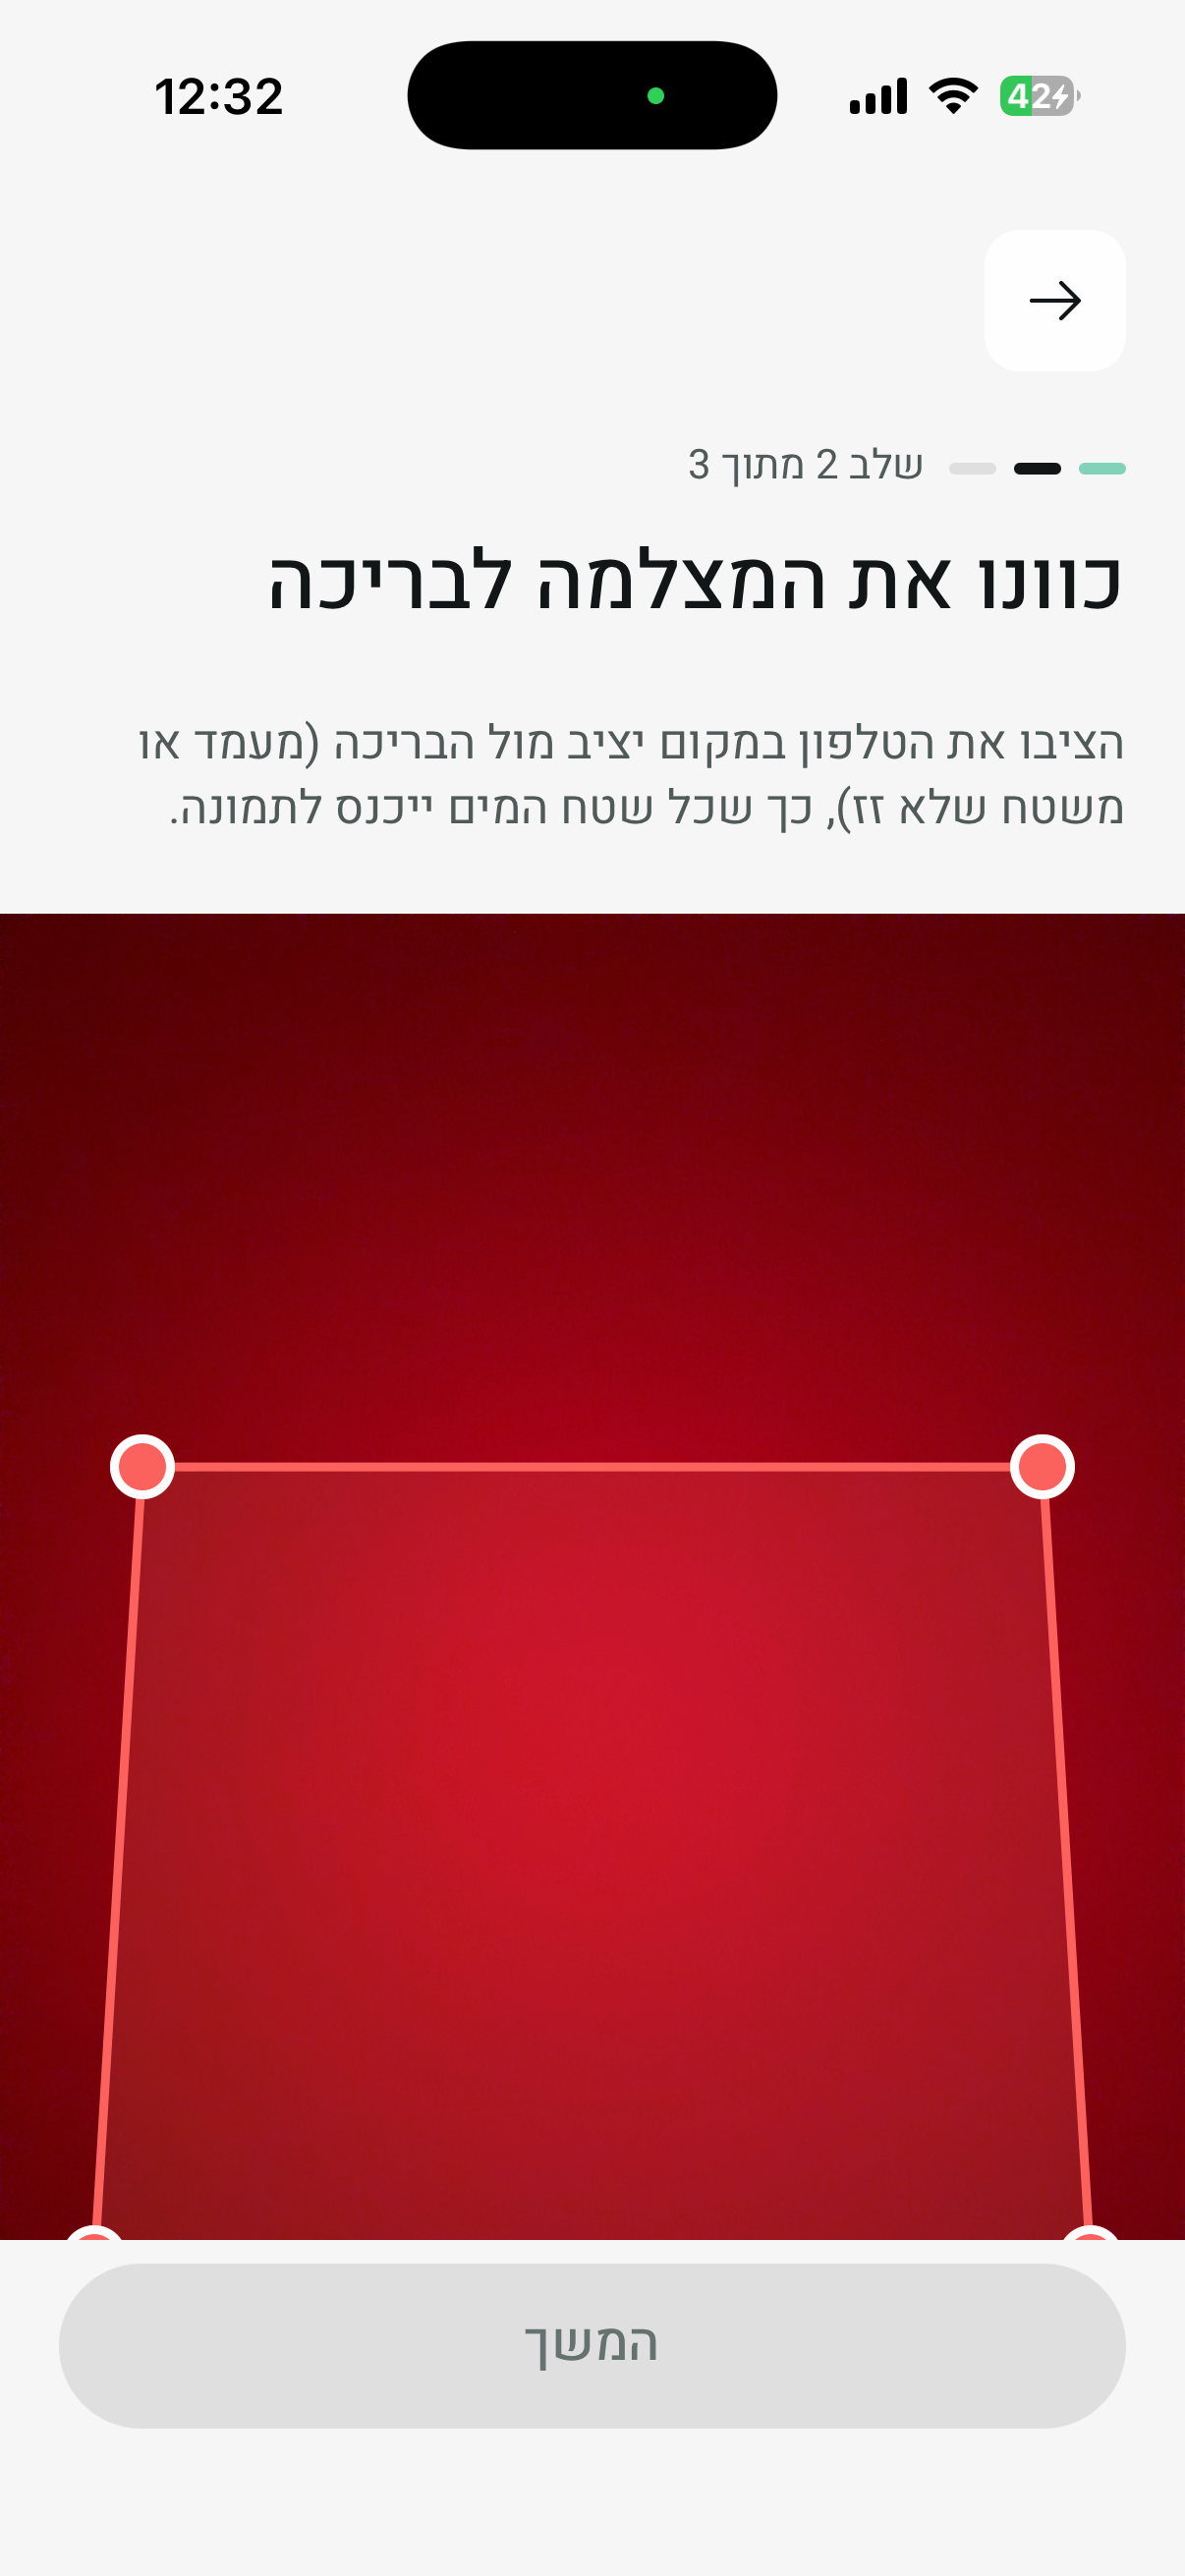 12:32
42
שלב 2 מתוך 3
כוונו את המצלמה לבריכה
הציבו את הטלפון במקום יציב מול הבריכה (מעמד או
משטח שלא זז), כך שכל שטח המים ייכנס לתמונה.
המשך